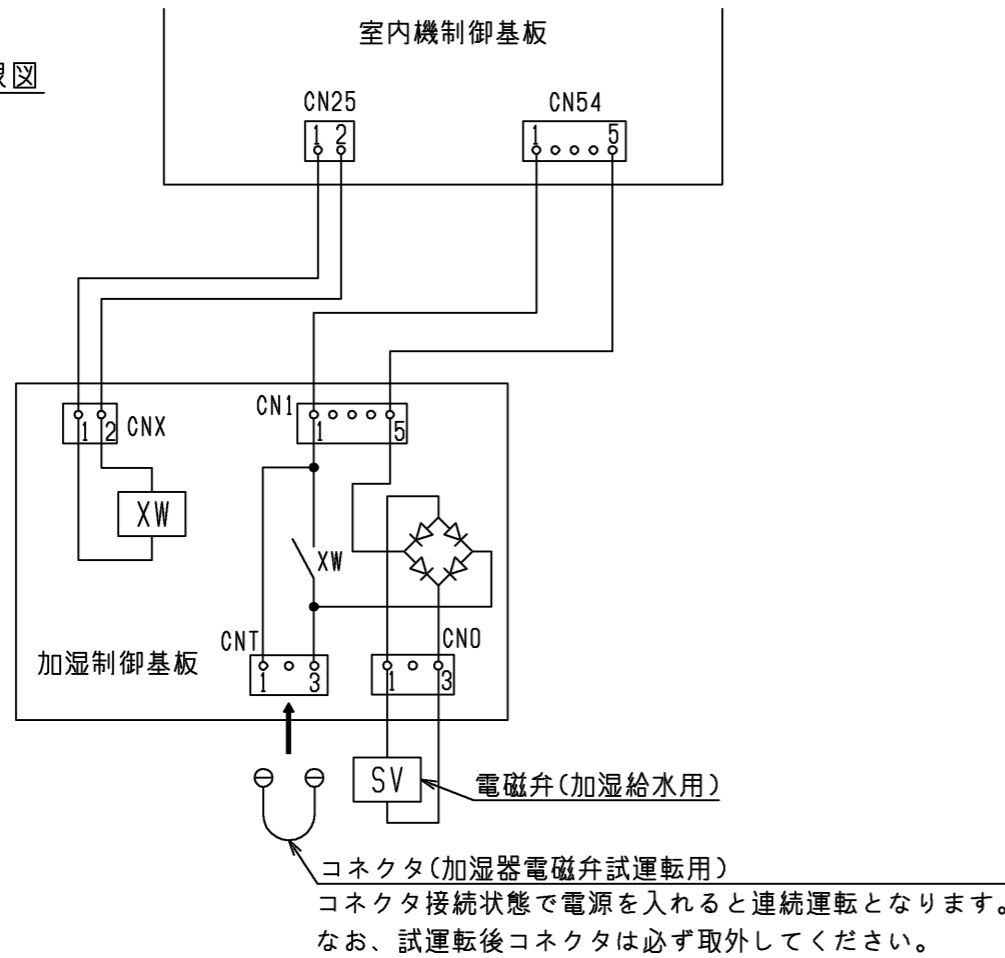 室内機制御基板
図
CN25
CN54
1 2
1 5
CN1
CNX
1 2
1 5
XW
XW
CNT
CNO
加湿制御基板
1 3
1 3
SV
電磁弁(加湿給水用)
コネクタ(加湿器電磁弁試運転用)
コネクタ接続状態で電源を入れると連続運転となります。
なお、試運転後コネクタは必ず取外してください。